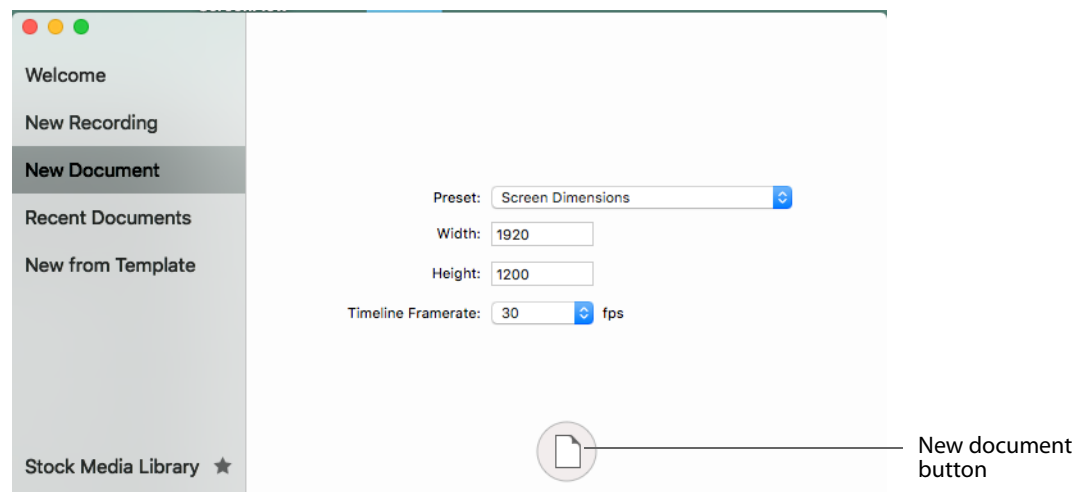 Welcome
New Recording
New Document
Recent Documents
New from Template
Stock Media Library
Preset: Screen Dimensions
Width: 1920
Height: 1200
Timeline Framerate: 30 fps
New document
button